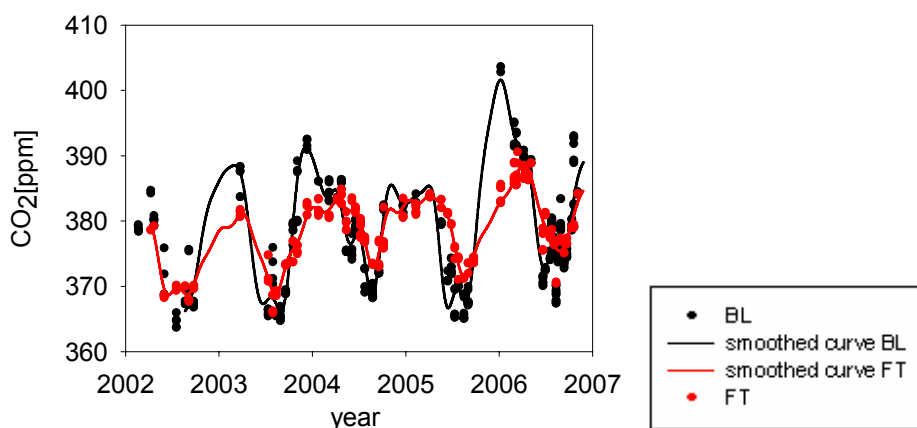 410
400
390
380
370
360
CO2[ppm]
2002 2003 2004 2005 2006 2007
year
BL
smoothed curve BL
smoothed curve FT
FT